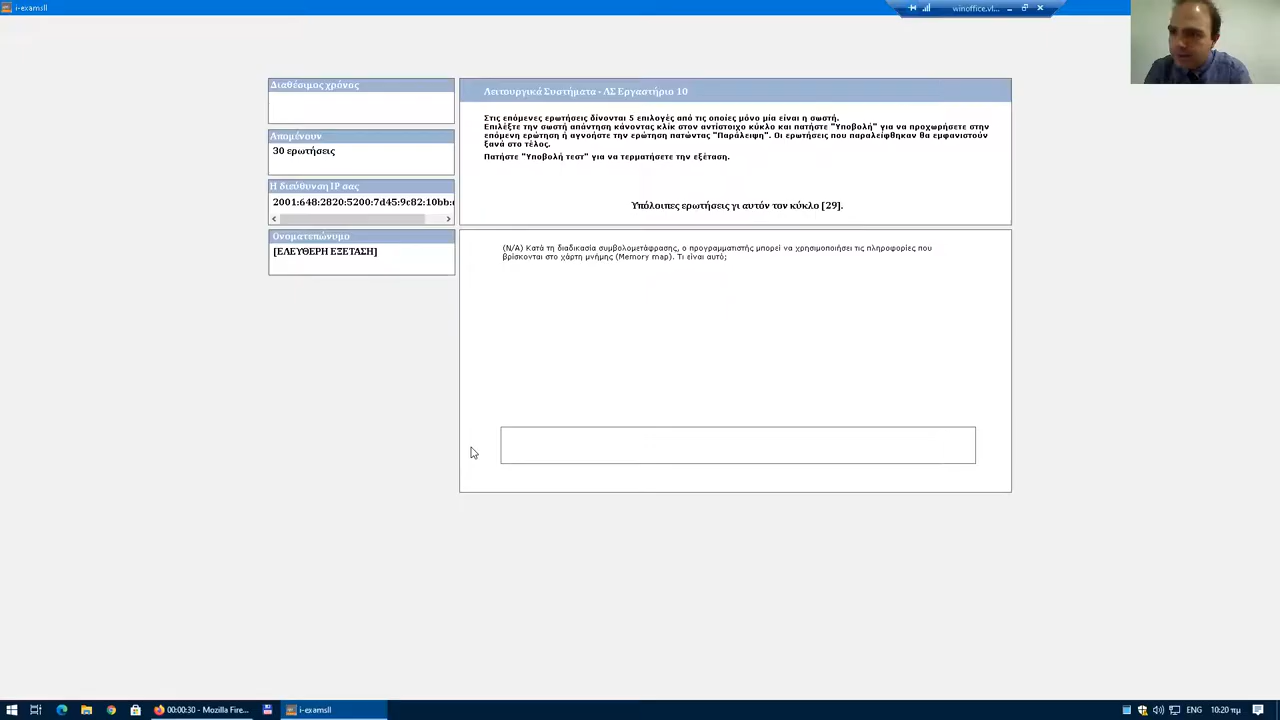 i-examsll
winoffice.vl...
Διαθέσιμος χρόνος
Απομένουν
30 ερωτήσεις
Η διεύθυνση IP σας
2001:648:2820:5200:7d45:9c82:10bb:
Ονοματεπώνυμο
[ΕΛΕΥΘΕΡΗ ΕΞΕΤΑΣΗ]
Λειτουργικά Συστήματα - ΛΣ Εργαστήριο 10
Στις επόμενες ερωτήσεις δίνονται 5 επιλογές από τις οποίες μόνο μία είναι η σωστή.
Επιλέξτε την σωστή απάντηση κάνοντας κλίκ στον αντίστοιχο κύκλο και πατήστε "Υποβολή" για να προχωρήσετε στην
επόμενη ερώτηση ή αγνοήστε την ερώτηση πατώντας "Παράλειψη". Οι ερωτήσεις που παραλείφθηκαν θα εμφανιστούν
ξανά στο τέλος.
Πατήστε "Υποβολή τεστ" για να τερματήσετε την εξέταση.
Υπόλοιπες ερωτήσεις γι αυτόν τον κύκλο [29].
(N/A) Κατά τη διαδικασία συμβολομετάφρασης, ο προγραμματιστής μπορεί να χρησιμοποιήσει τις πληροφορίες που
βρίσκονται στο χάρτη μνήμης (Memory map). Τι είναι αυτό;
00:00:30 - Mozilla Fire...
i-examsll
ENG
10:20 πμ